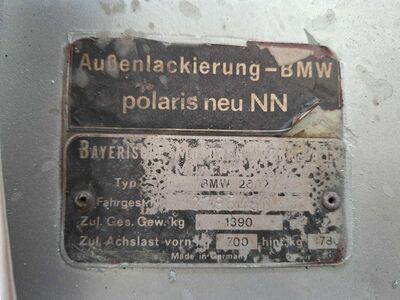 Außenlackierung-BMW
polaris neu NN
BAYERIS
Typ BMW
Fahrgest
Zul. Ges. Gew. kg 1390
Zul. Achslast vorn kg 700 hint. kg
Made in Germany